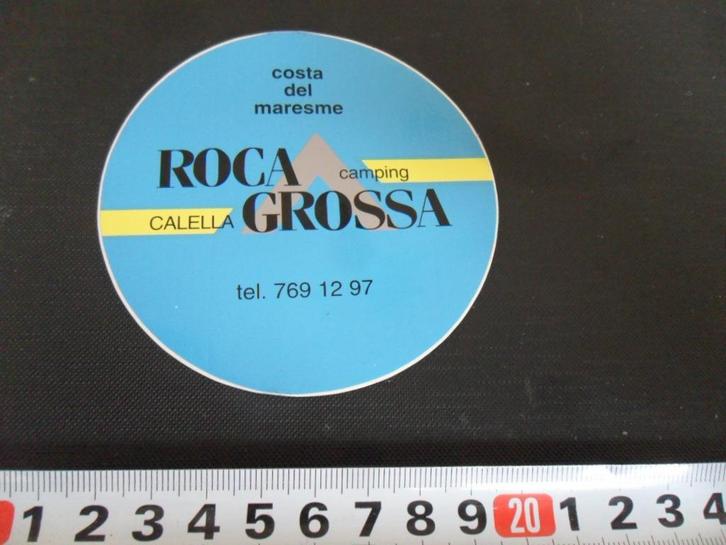 costa
del
maresme
ROCA camping
CALELLA GROSSA
tel. 769 12 97
1 2 3 4 5 6 7 8 9 20 1 2 3 4